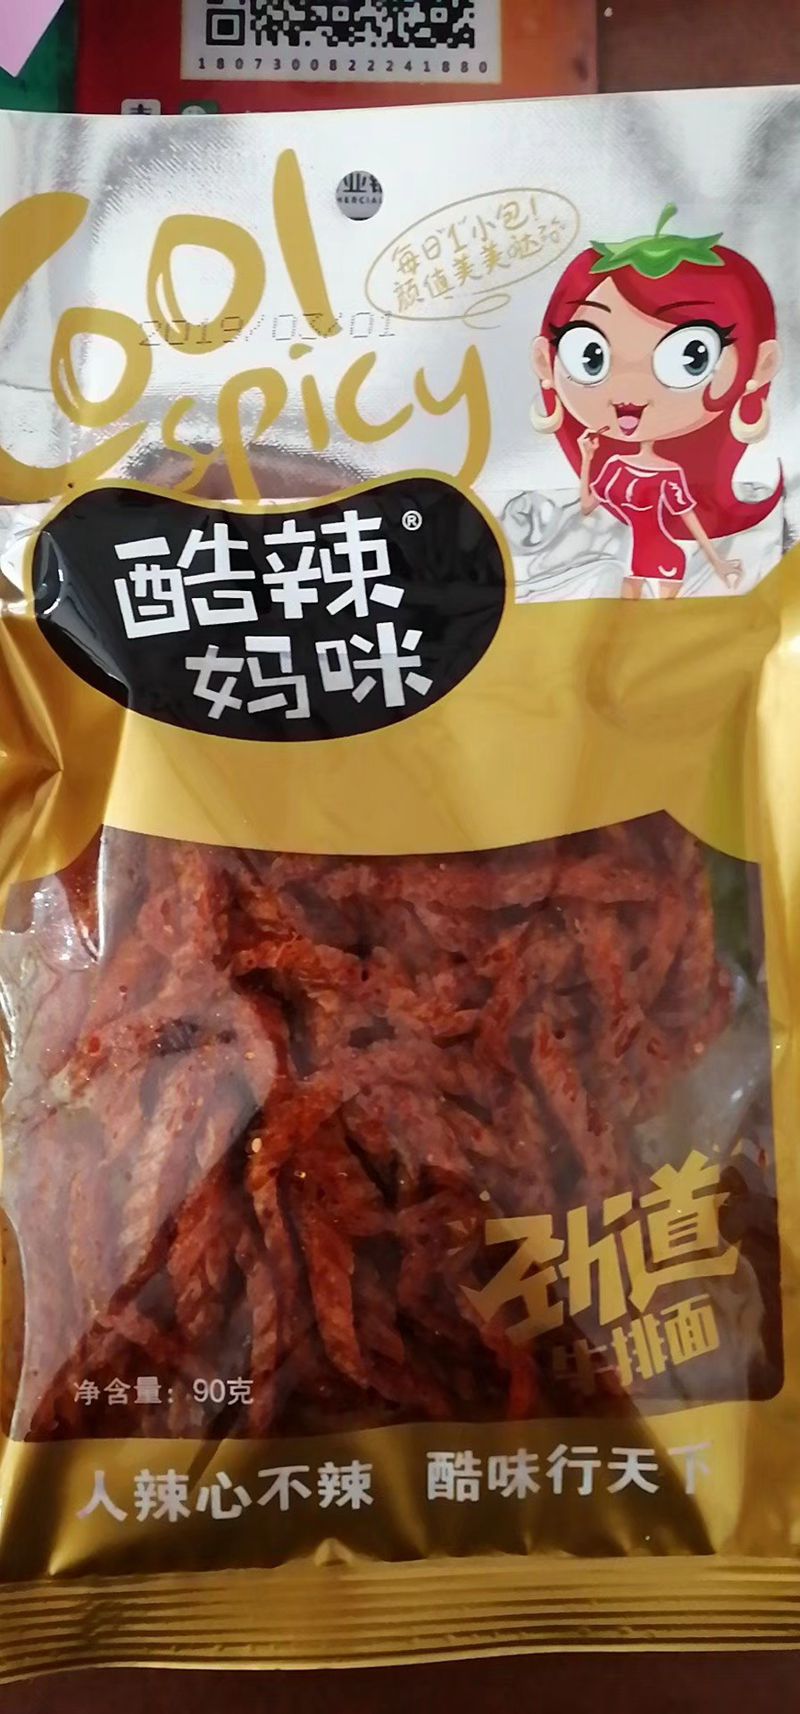 18073008222241880
Cool
业
HERCIAL
每日1小包!
颜值美美哒
2019/03/01
spicy
酷辣®
妈咪
劲道
牛排面
净含量：90克
人辣心不辣 酷味行天下